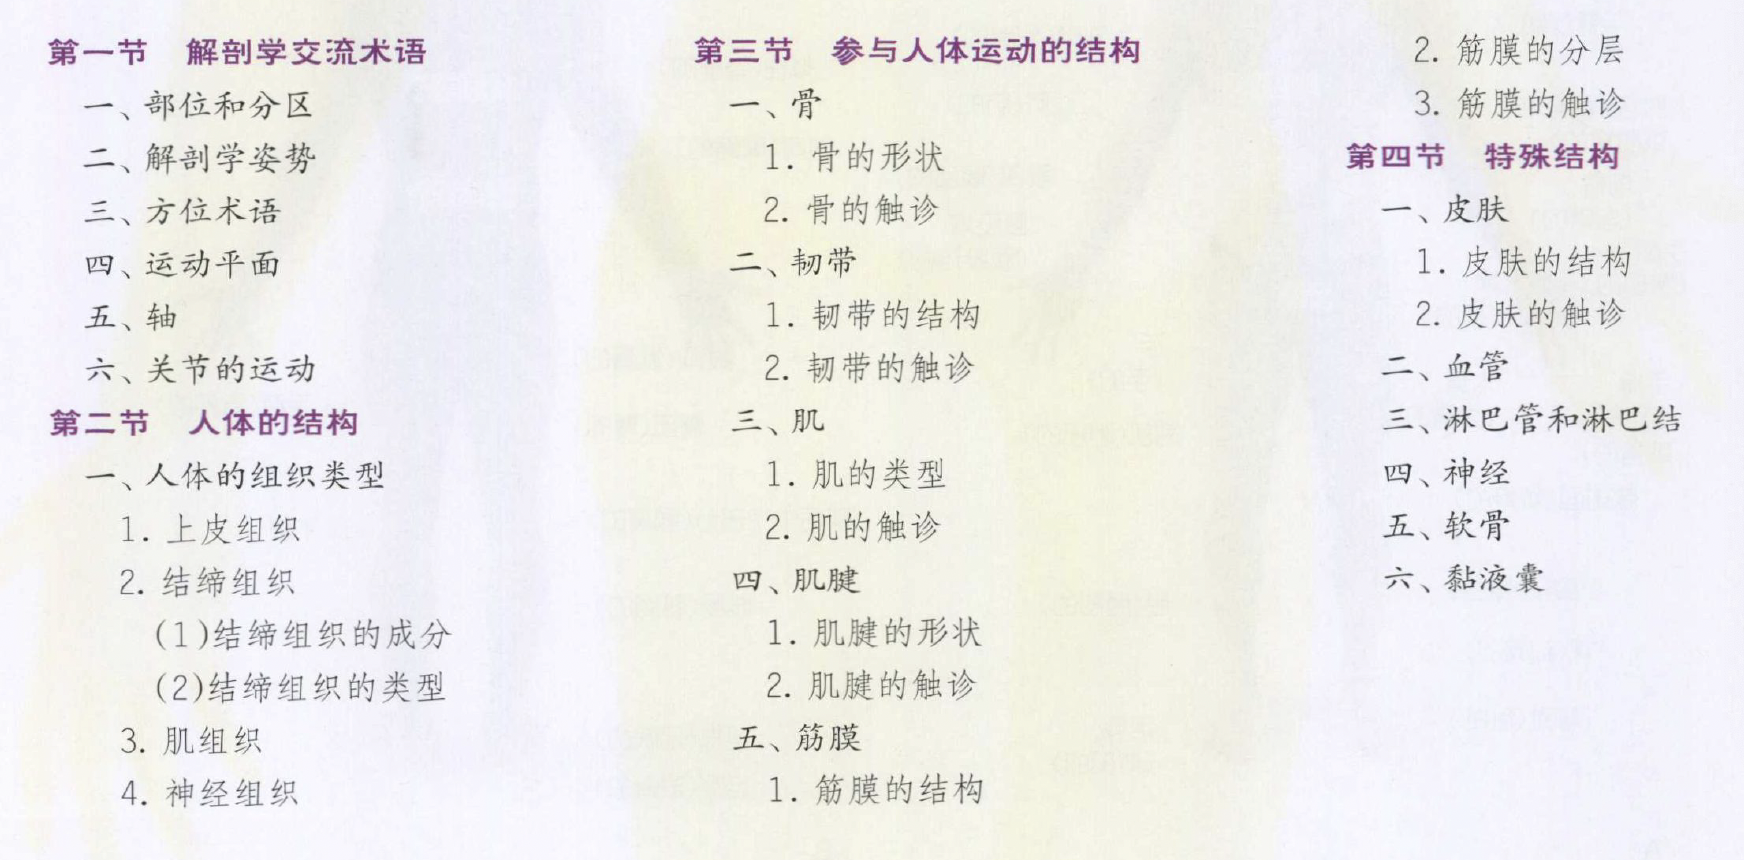 第一节 解剖学交流术语
一、部位和分区
二、解剖学姿势
三、方位术语
四、运动平面
五、轴
六、关节的运动
第二节 人体的结构
一、人体的组织类型
1. 上皮组织
2. 结缔组织
(1)结缔组织的成分
(2)结缔组织的类型
3. 肌组织
4. 神经组织
第三节 参与人体运动的结构
一、骨
1. 骨的形状
2. 骨的触诊
二、韧带
1. 韧带的结构
2. 韧带的触诊
三、肌
1. 肌的类型
2. 肌的触诊
四、肌腱
1. 肌腱的形状
2. 肌腱的触诊
五、筋膜
1. 筋膜的结构
2. 筋膜的分层
3. 筋膜的触诊
第四节 特殊结构
一、皮肤
1. 皮肤的结构
2. 皮肤的触诊
二、血管
三、淋巴管和淋巴结
四、神经
五、软骨
六、黏液囊